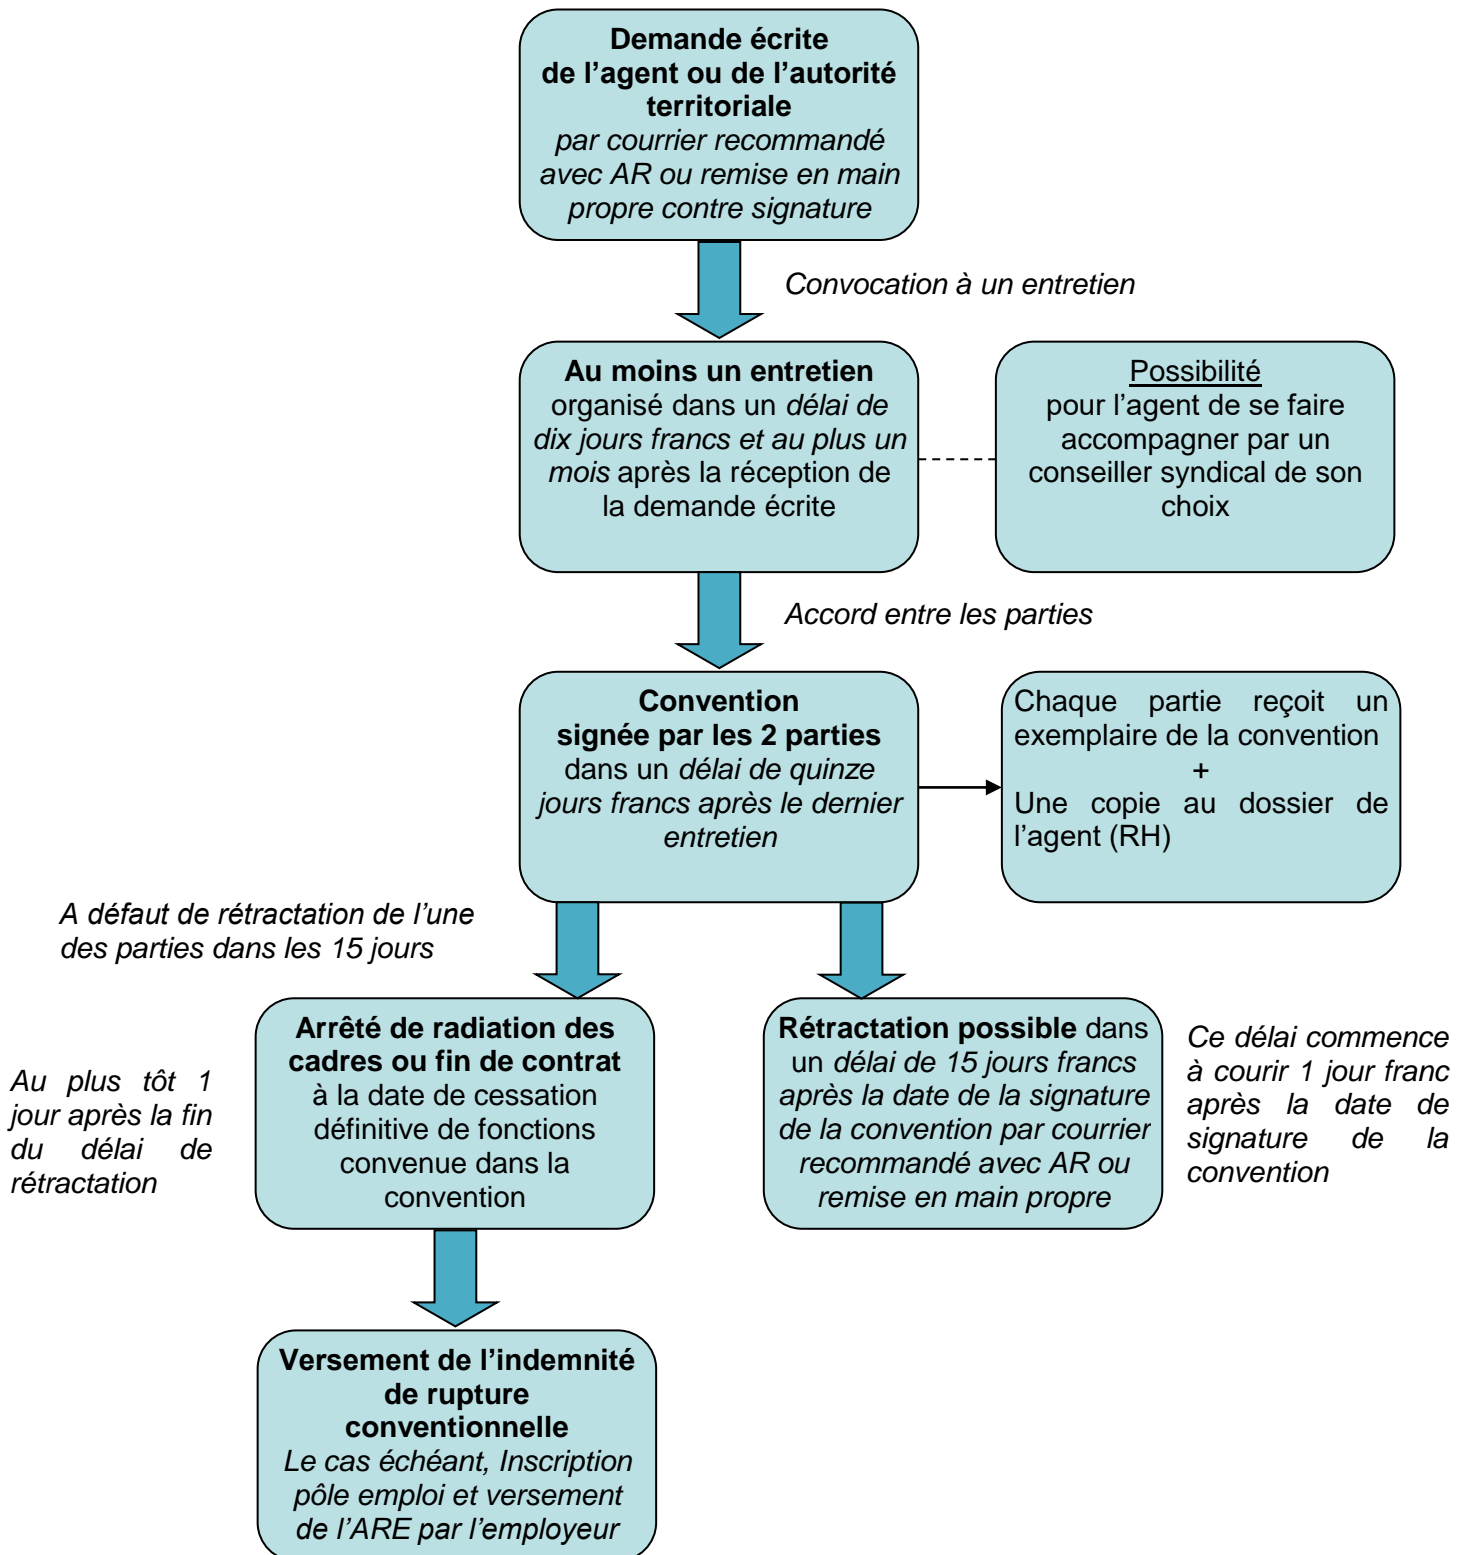 Demande écrite
de l’agent ou de l’autorité
territoriale
par courrier recommandé
avec AR ou remise en main
propre contre signature
Convocation à un entretien
Au moins un entretien
organisé dans un délai de
dix jours francs et au plus un
mois après la réception de
la demande écrite
Possibilité
pour l’agent de se faire
accompagner par un
conseiller syndical de son
choix
Accord entre les parties
Convention
signée par les 2 parties
dans un délai de quinze
jours francs après le dernier
entretien
Chaque partie reçoit un
exemplaire de la convention
+
Une copie au dossier de
l’agent (RH)
A défaut de rétractation de l’une
des parties dans les 15 jours
Au plus tôt 1
jour après la fin
du délai de
rétractation
Arrêté de radiation des
cadres ou fin de contrat
à la date de cessation
définitive de fonctions
convenue dans la
convention
Rétractation possible dans
un délai de 15 jours francs
après la date de la signature
de la convention par courrier
recommandé avec AR ou
remise en main propre
Ce délai commence
à courir 1 jour franc
après la date de
signature de la
convention
Versement de l’indemnité
de rupture
conventionnelle
Le cas échéant, Inscription
pôle emploi et versement
de l’ARE par l’employeur